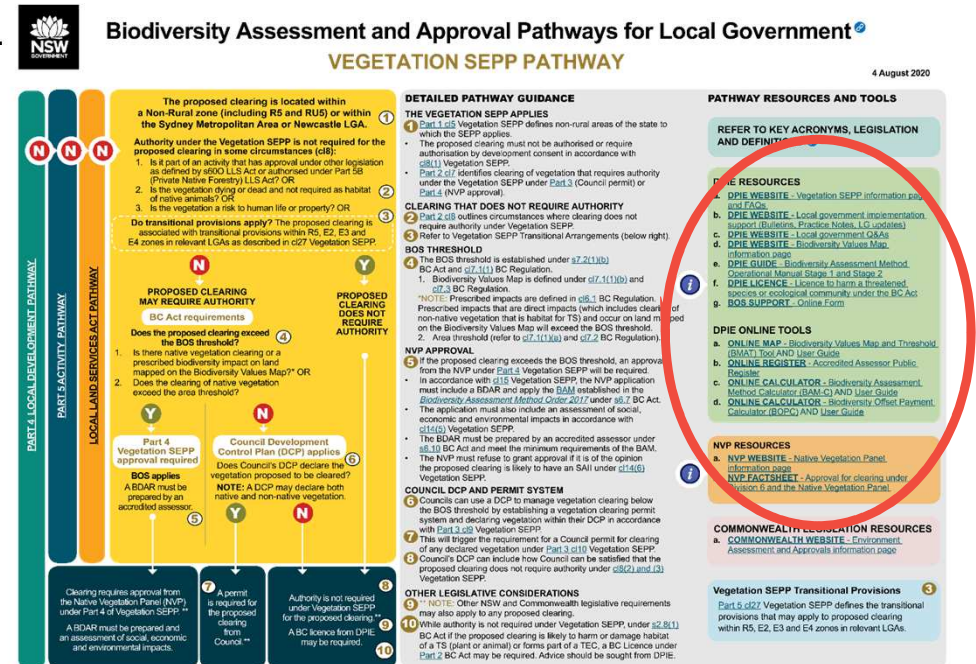 NSW
GOVERNMENT
Biodiversity Assessment and Approval Pathways for Local Government
VEGETATION SEPP PATHWAY
4 August 2020
PART 4 LOCAL DEVELOPMENT PATHWAY
PART 5 ACTIVITY PATHWAY
LOCAL LAND SERVICES ACT PATHWAY
N
N
N
The proposed clearing is located within
a Non-Rural zone (including R5 and RU5) or within
the Sydney Metropolitan Area or Newcastle LGA.
1
Authority under the Vegetation SEPP is not required for the
proposed clearing in some circumstances (cl8):
1. Is it part of an activity that has approval under other legislation
as defined by s60O LLS Act or authorised under Part 5B
(Private Native Forestry) LLS Act? OR
2. Is the vegetation dying or dead and not required as habitat
of native animals? OR
2
3. Is the vegetation a risk to human life or property? OR
3
Do transitional provisions apply? The proposed clearing is
associated with transitional provisions within R5, E2, E3 and
E4 zones in relevant LGAs as described in cl27 Vegetation SEPP.
N
Y
PROPOSED CLEARING
MAY REQUIRE AUTHORITY
PROPOSED
CLEARING
DOES NOT
REQUIRE
AUTHORITY
BC Act requirements
Does the proposed clearing exceed
the BOS threshold?
4
1. Is there native vegetation clearing or a
prescribed biodiversity impact on land
mapped on the Biodiversity Values Map?* OR
2. Does the clearing of native vegetation
exceed the area threshold?
Y
N
Part 4
Vegetation SEPP
approval required
BOS applies
A BDAR must be
prepared by an
accredited assessor.
5
Council Development
Control Plan (DCP) applies
6
Does Council's DCP declare the
vegetation proposed to be cleared?
NOTE: A DCP may declare both
native and non-native vegetation.
Y
N
Clearing requires approval from
the Native Vegetation Panel (NVP)
under Part 4 of Vegetation SEPP. **
A BDAR must be prepared and
an assessment of social, economic
and environmental impacts.
7
A permit
is required for
the proposed
clearing
from
Council.**
8
Authority is not required
under Vegetation SEPP
for the proposed clearing.**
9
A BC licence from DPIE
may be required.
10
DETAILED PATHWAY GUIDANCE
THE VEGETATION SEPP APPLIES
1 Part 1 cl5 Vegetation SEPP defines non-rural areas of the state to
which the SEPP applies.
• The proposed clearing must not be authorised or require
authorisation by development consent in accordance with
cl8(1) Vegetation SEPP.
• Part 2 cl7 identifies clearing of vegetation that requires authority
under the Vegetation SEPP under Part 3 (Council permit) or
Part 4 (NVP approval).
CLEARING THAT DOES NOT REQUIRE AUTHORITY
2 Part 2 cl8 outlines circumstances where clearing does not
require authority under Vegetation SEPP.
3 Refer to Vegetation SEPP Transitional Arrangements (below right).
BOS THRESHOLD
4 The BOS threshold is established under s7.2(1)(b)
BC Act and cl7.1(1) BC Regulation.
1. Biodiversity Values Map is defined under cl7.1(1)(b) and
cl7.3 BC Regulation.
*NOTE: Prescribed impacts are defined in cl6.1 BC Regulation.
Prescribed impacts that are direct impacts (which includes clearing of
non-native vegetation that is habitat for TS) and occur on land mapped
on the Biodiversity Values Map will exceed the BOS threshold.
2. Area threshold (refer to cl7.1(1)(a) and cl7.2 BC Regulation).
NVP APPROVAL
5 If the proposed clearing exceeds the BOS threshold, an approval
from the NVP under Part 4 Vegetation SEPP will be required.
• In accordance with cl15 Vegetation SEPP, the NVP application
must include a BDAR and apply the BAM established in the
Biodiversity Assessment Method Order 2017 under s6.7 BC Act.
• The application must also include an assessment of social,
economic and environmental impacts in accordance with
cl14(5) Vegetation SEPP.
• The BDAR must be prepared by an accredited assessor under
s6.10 BC Act and meet the minimum requirements of the BAM.
• The NVP must refuse to grant approval if it is of the opinion
the proposed clearing is likely to have an SAII under cl14(6)
Vegetation SEPP.
COUNCIL DCP AND PERMIT SYSTEM
6 Councils can use a DCP to manage vegetation clearing below
the BOS threshold by establishing a vegetation clearing permit
system and declaring vegetation within their DCP in accordance
with Part 3 cl9 Vegetation SEPP.
7 This will trigger the requirement for a Council permit for clearing
of any declared vegetation under Part 3 cl10 Vegetation SEPP.
8 Council's DCP can include how Council can be satisfied that the
proposed clearing does not require authority under cl8(2) and (3)
Vegetation SEPP.
OTHER LEGISLATIVE CONSIDERATIONS
9 ** NOTE: Other NSW and Commonwealth legislative requirements
may also apply to any proposed clearing.
10 While authority is not required under Vegetation SEPP, under s2.8(1)
BC Act if the proposed clearing is likely to harm or damage habitat
of a TS (plant or animal) or forms part of a TEC, a BC Licence under
Part 2 BC Act may be required. Advice should be sought from DPIE.
PATHWAY RESOURCES AND TOOLS
REFER TO KEY ACRONYMS, LEGISLATION
AND DEFINITIONS
i
DPIE RESOURCES
a. DPIE WEBSITE - Vegetation SEPP information page
and FAQs
b. DPIE WEBSITE - Local government implementation
support (Bulletins, Practice Notes, LG updates)
c. DPIE WEBSITE - Local government Q&As
d. DPIE WEBSITE - Biodiversity Values Map
information page
e. DPIE GUIDE - Biodiversity Assessment Method
Operational Manual Stage 1 and Stage 2
f. DPIE LICENCE - Licence to harm a threatened
species or ecological community under the BC Act
g. BOS SUPPORT - Online Form
DPIE ONLINE TOOLS
a. ONLINE MAP - Biodiversity Values Map and Threshold
(BMAT) Tool AND User Guide
b. ONLINE REGISTER - Accredited Assessor Public
Register
c. ONLINE CALCULATOR - Biodiversity Assessment
Method Calculator (BAM-C) AND User Guide
d. ONLINE CALCULATOR - Biodiversity Offset Payment
Calculator (BOPC) AND User Guide
i
NVP RESOURCES
a. NVP WEBSITE - Native Vegetation Panel
information page
NVP FACTSHEET - Approval for clearing under
Division 6 and the Native Vegetation Panel
COMMONWEALTH LEGISLATION RESOURCES
a. COMMONWEALTH WEBSITE - Environment
Assessment and Approvals information page
Vegetation SEPP Transitional Provisions
3
Part 5 cl27 Vegetation SEPP defines the transitional
provisions that may apply to proposed clearing
within R5, E2, E3 and E4 zones in relevant LGAs.